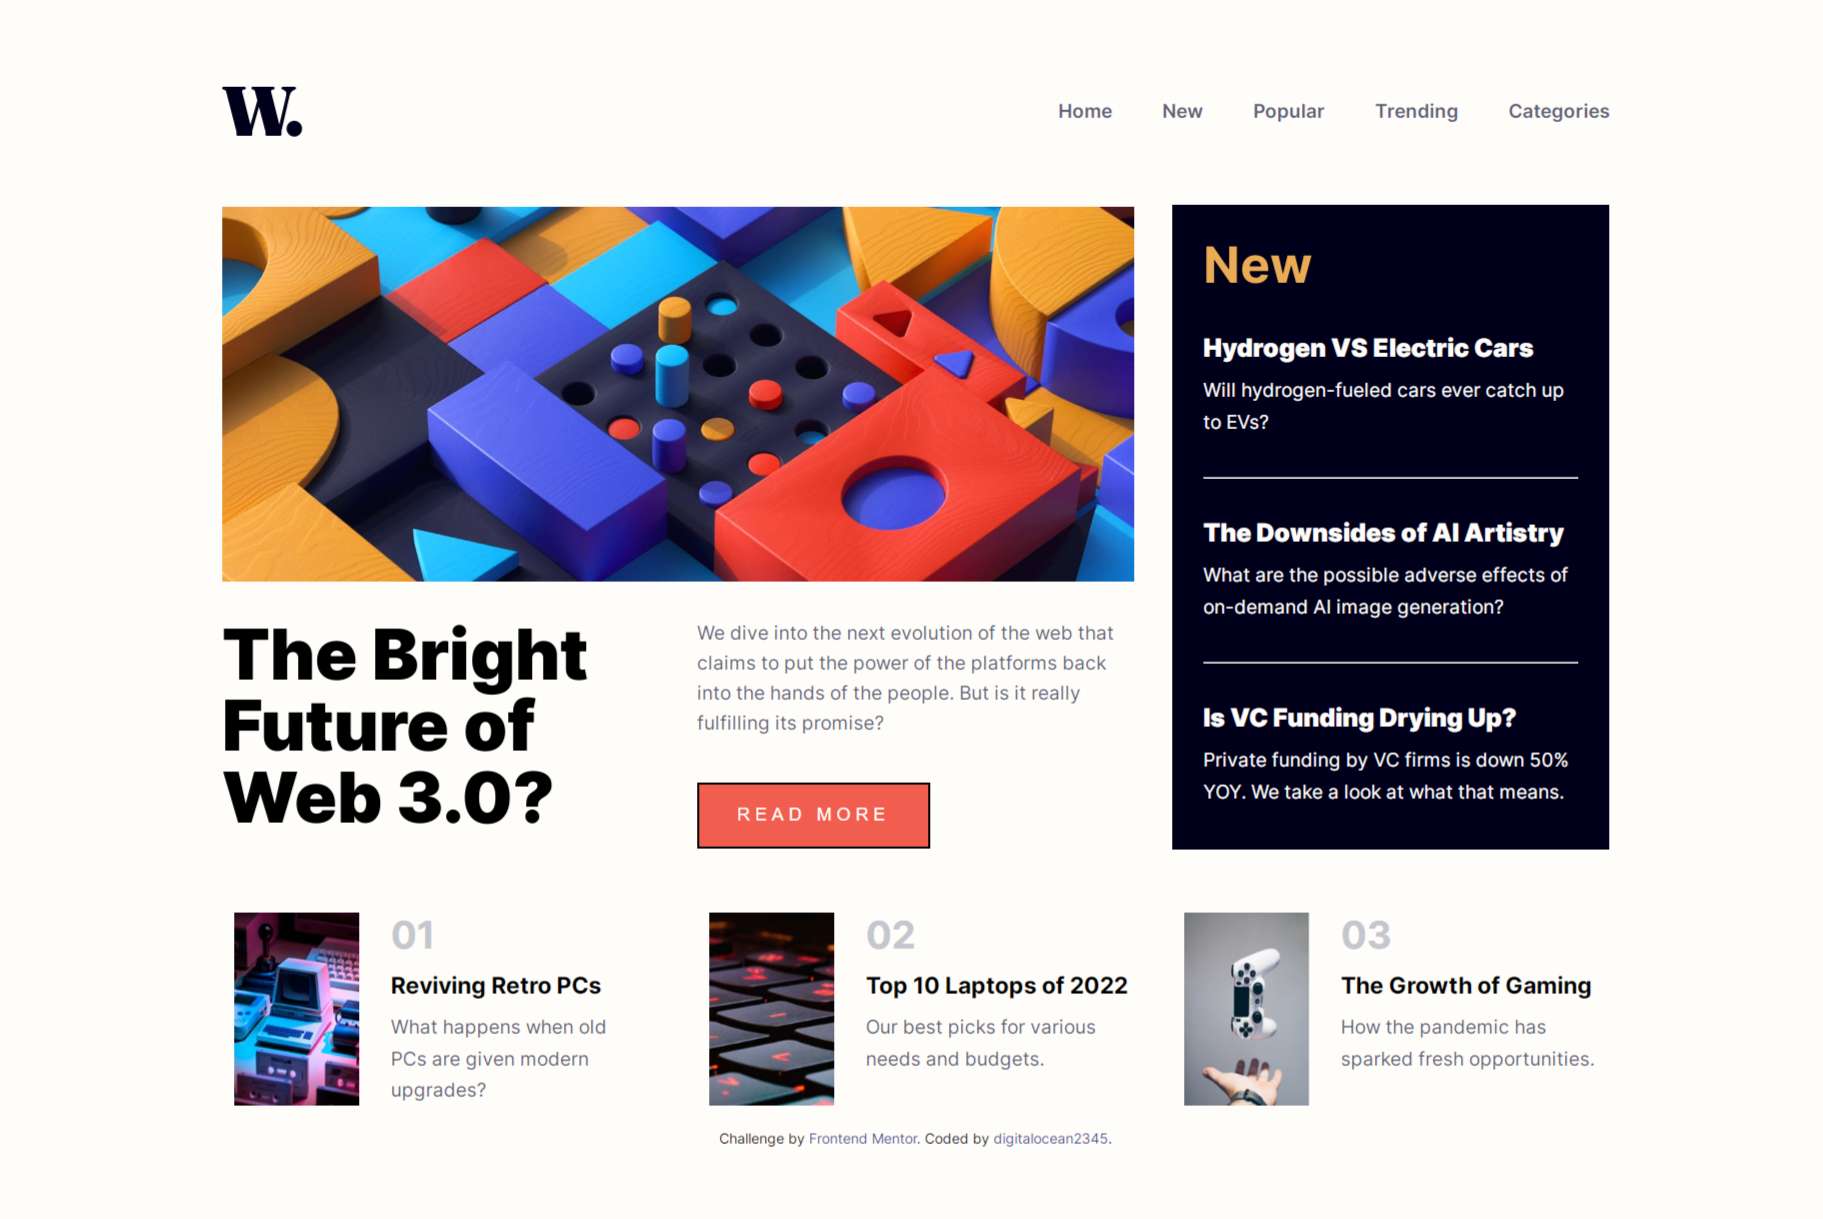 W.
Home New Popular Trending Categories
The Bright
Future of
Web 3.0?
We dive into the next evolution of the web that
claims to put the power of the platforms back
into the hands of the people. But is it really
fulfilling its promise?
READ MORE
New
Hydrogen VS Electric Cars
Will hydrogen-fueled cars ever catch up
to EVs?
The Downsides of AI Artistry
What are the possible adverse effects of
on-demand AI image generation?
Is VC Funding Drying Up?
Private funding by VC firms is down 50%
YOY. We take a look at what that means.
01
Reviving Retro PCs
What happens when old
PCs are given modern
upgrades?
02
Top 10 Laptops of 2022
Our best picks for various
needs and budgets.
03
The Growth of Gaming
How the pandemic has
sparked fresh opportunities.
Challenge by Frontend Mentor. Coded by digitalocean2345.